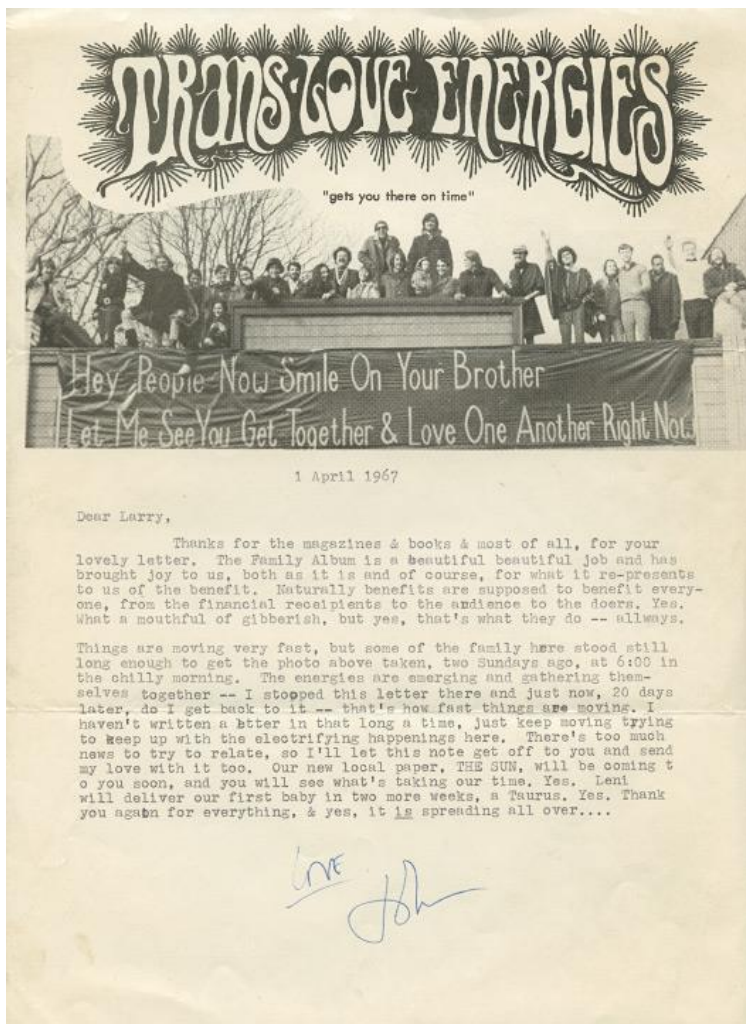 TRANS-LOVE ENERGIES
"gets you there on time"
Hey People Now Smile On Your Brother
Let Me See You Get Together & Love One Another Right Now
1 April 1967
Dear Larry,
Thanks for the magazines & books & most of all, for your
lovely letter. The Family Album is a beautiful beautiful job and has
brought joy to us, both as it is and of course, for what it re-presents
to us of the benefit. Naturally benefits are supposed to benefit every-
one, from the financial receipients to the audience to the doers. Yes.
What a mouthful of gibberish, but yes, that's what they do -- allways.
Things are moving very fast, but some of the family here stood still
long enough to get the photo above taken, two Sundays ago, at 6:00 in
the chilly morning. The energies are emerging and gathering them-
selves together -- I stopped this letter there and just now, 20 days
later, do I get back to it -- that's how fast things are moving. I
haven't written a btter in that long a time, just keep moving trying
to keep up with the electrifying happenings here. There's too much
news to try to relate, so I'll let this note get off to you and send
my love with it too. Our new local paper, THE SUN, will be coming t
o you soon, and you will see what's taking our time. Yes. Leni
will deliver our first baby in two more weeks, a Taurus. Yes. Thank
you again for everything, & yes, it is spreading all over....
LOVE
John